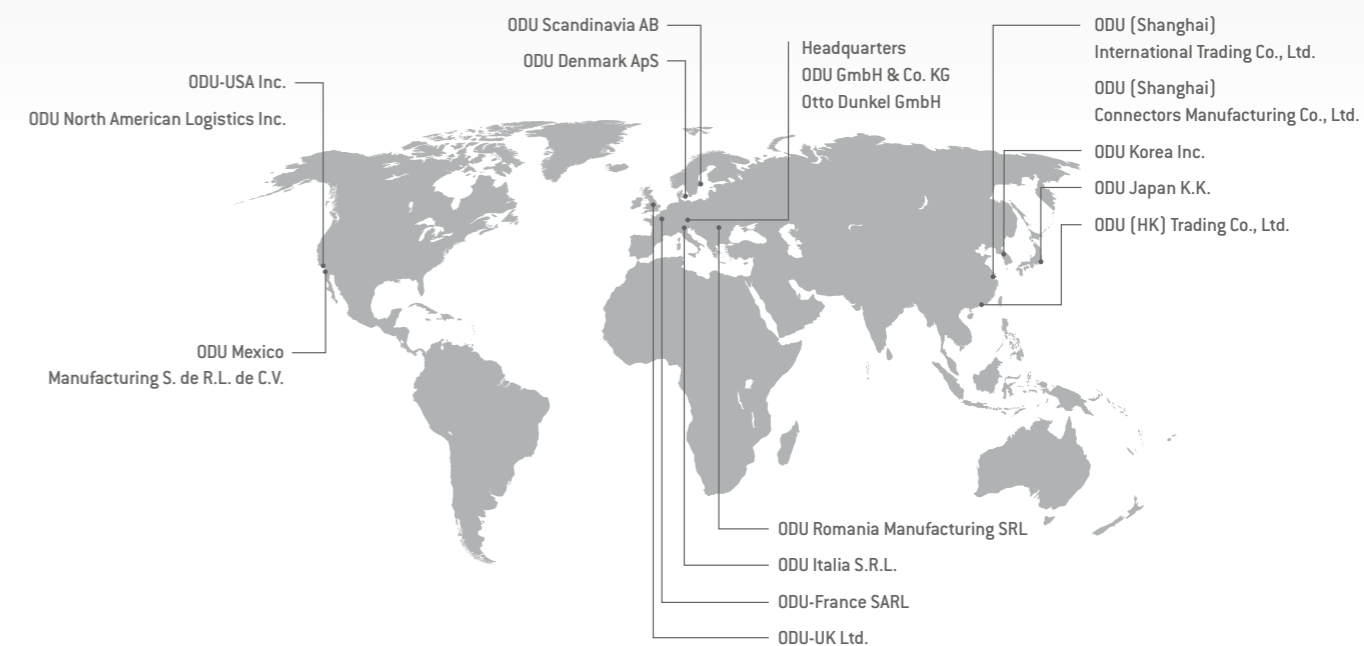 ODU Scandinavia AB
ODU Denmark ApS
Headquarters
ODU GmbH & Co. KG
Otto Dunkel GmbH
ODU (Shanghai)
International Trading Co., Ltd.
ODU (Shanghai)
Connectors Manufacturing Co., Ltd.
ODU Korea Inc.
ODU Japan K.K.
ODU (HK) Trading Co., Ltd.
ODU-USA Inc.
ODU North American Logistics Inc.
ODU Mexico
Manufacturing S. de R.L. de C.V.
ODU Romania Manufacturing SRL
ODU Italia S.R.L.
ODU-France SARL
ODU-UK Ltd.